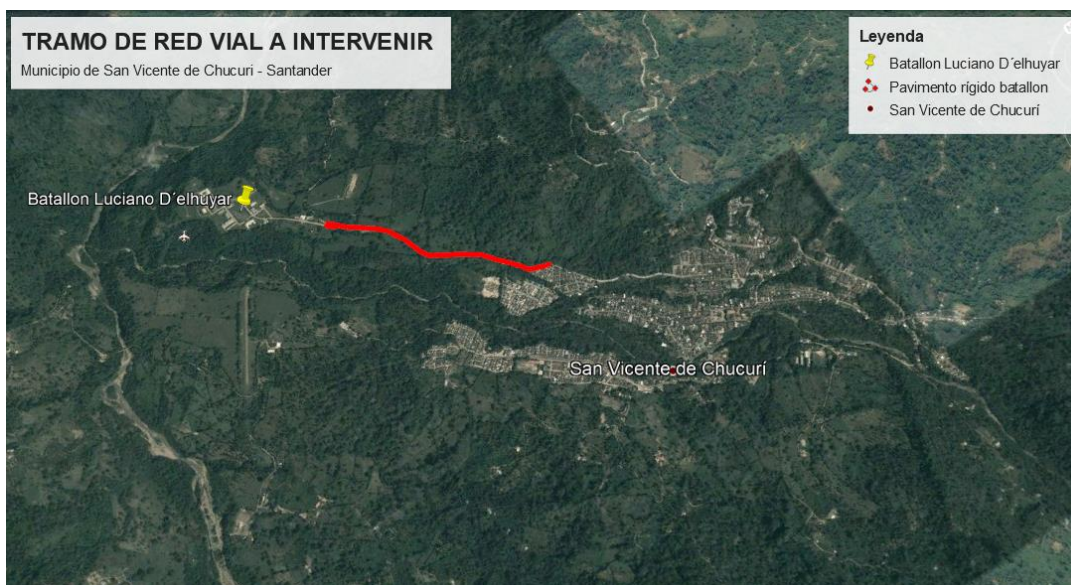 TRAMO DE RED VIAL A INTERVENIR
Municipio de San Vicente de Chucuri - Santander
Leyenda
Batallon Luciano D´elhuyar
Pavimento rígido batallon
San Vicente de Chucurí
Batallon Luciano D´elhuyar
San Vicente de Chucurí